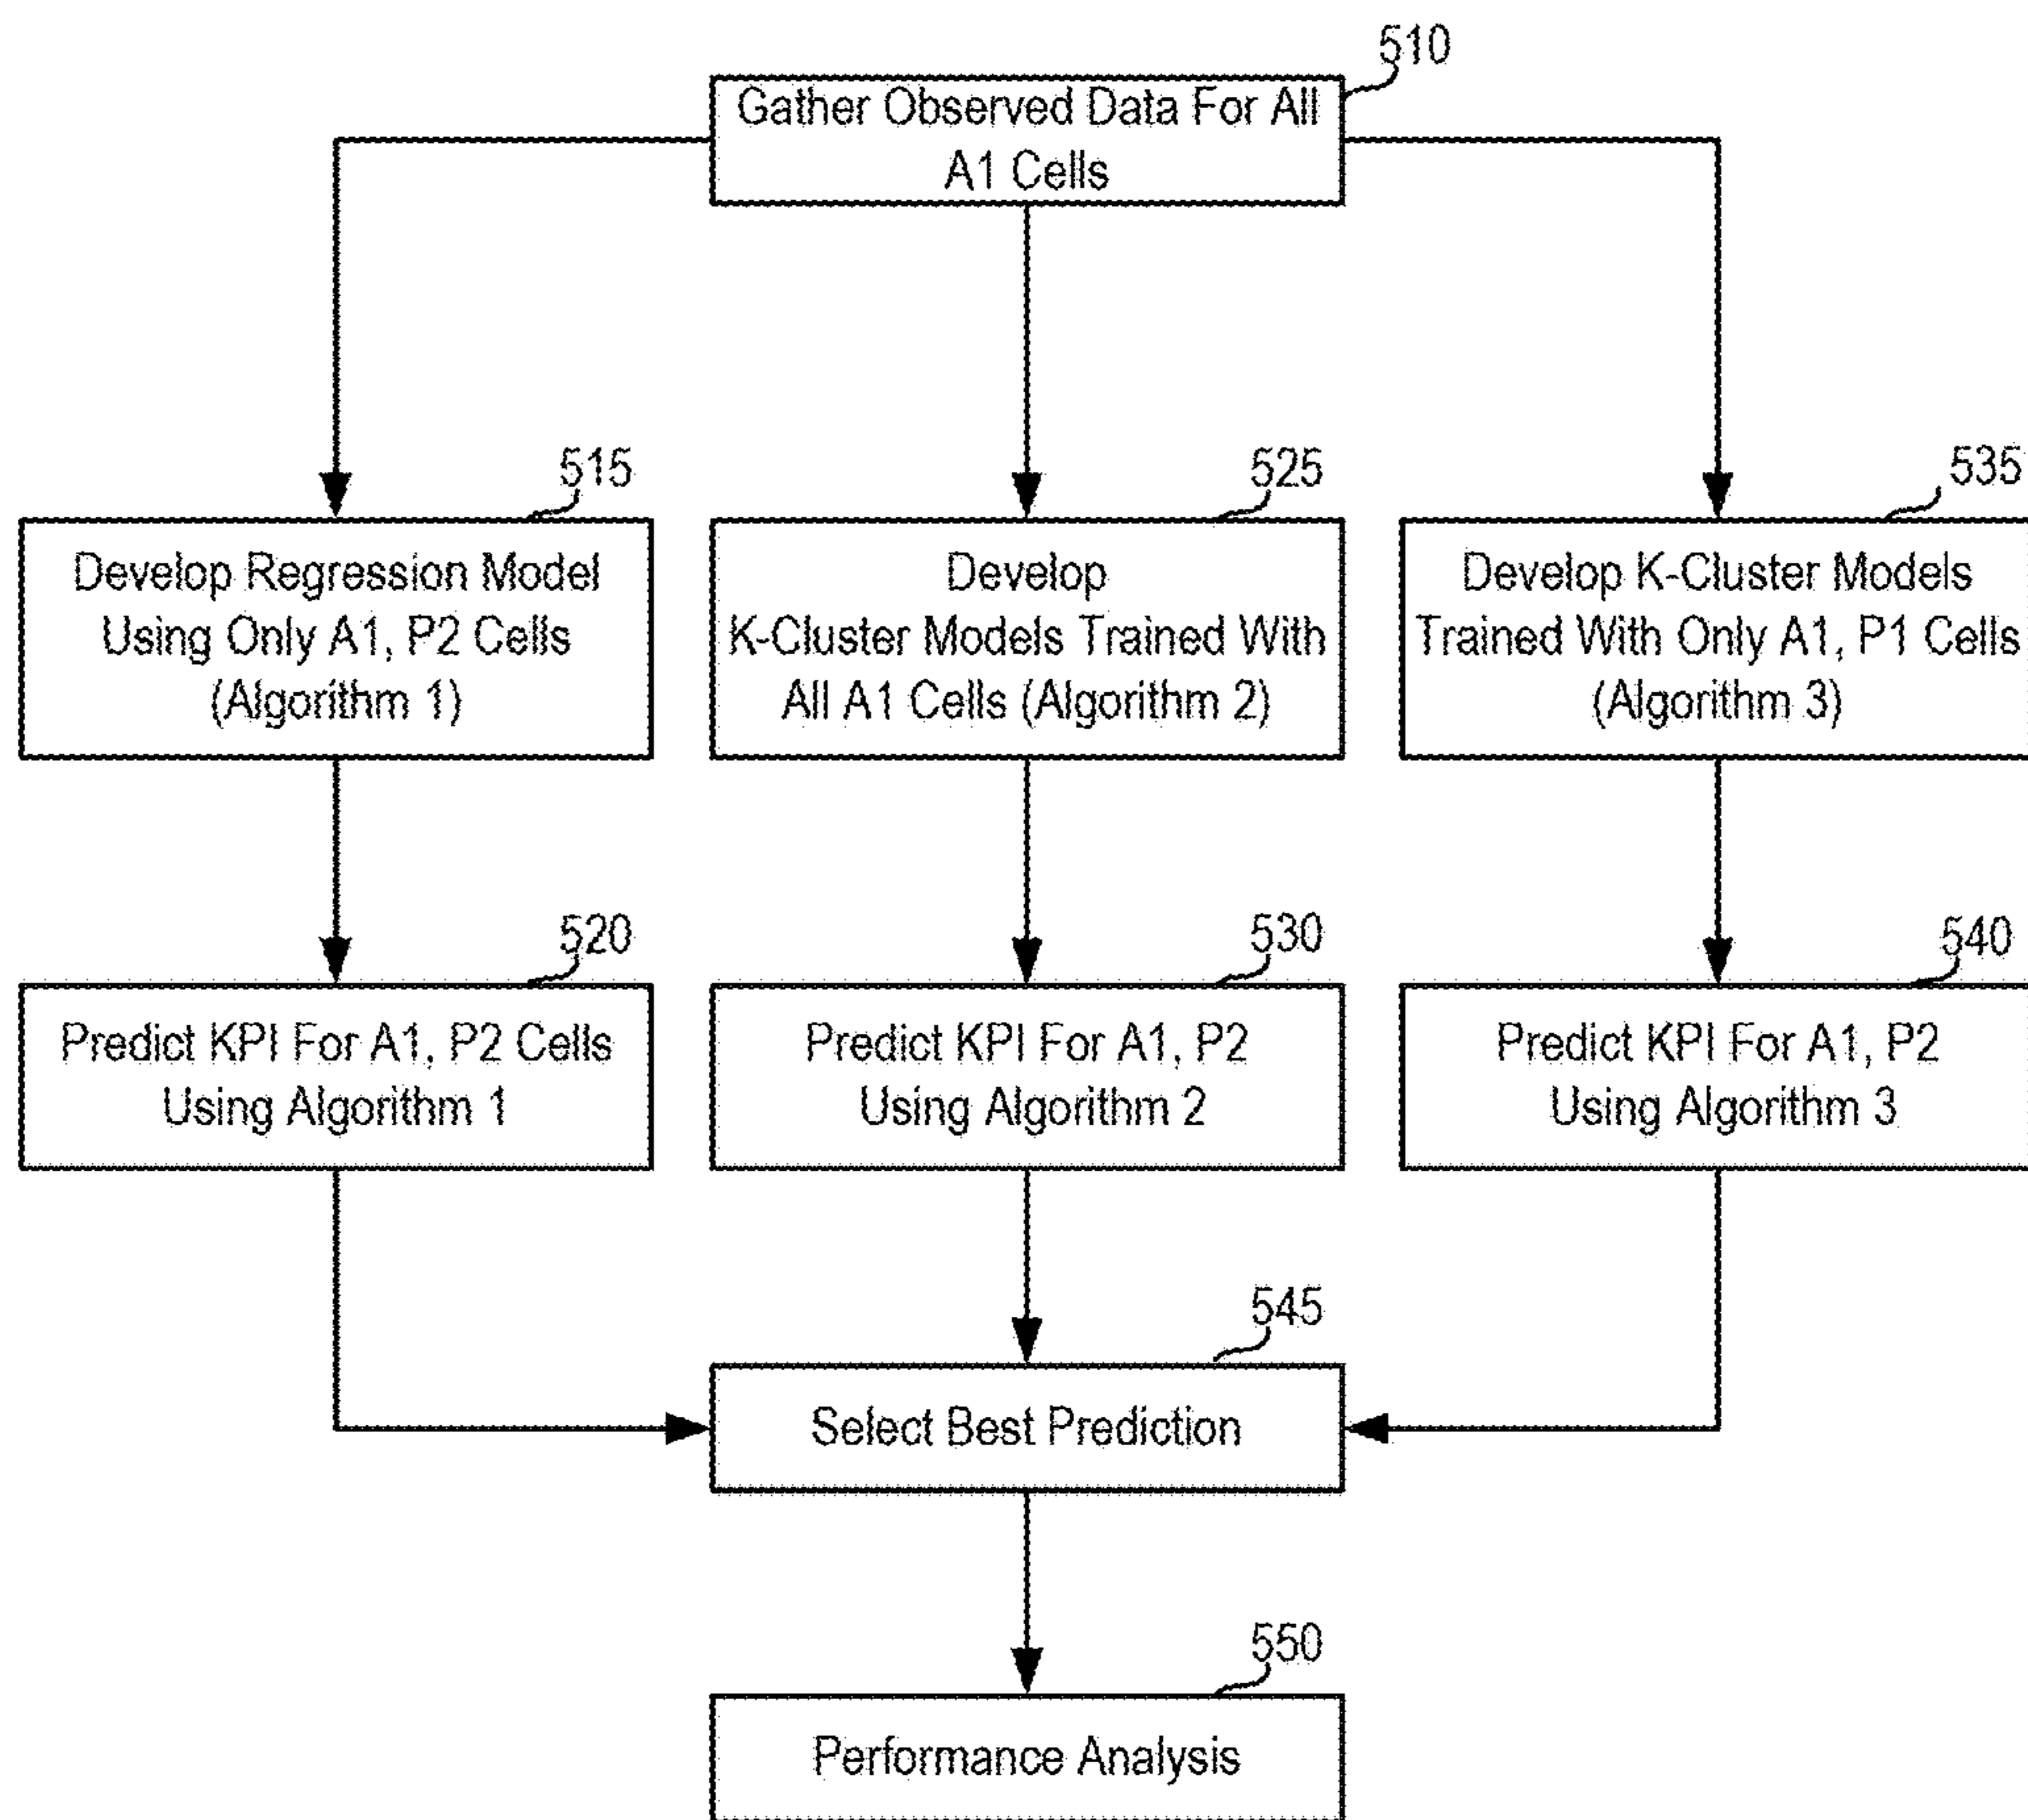 510
Gather Observed Data For All
A1 Cells
515
Develop Regression Model
Using Only A1, P2 Cells
(Algorithm 1)
525
Develop
K-Cluster Models Trained With
All A1 Cells (Algorithm 2)
535
Develop K-Cluster Models
Trained With Only A1, P1 Cells
(Algorithm 3)
520
Predict KPI For A1, P2 Cells
Using Algorithm 1
530
Predict KPI For A1, P2
Using Algorithm 2
540
Predict KPI For A1, P2
Using Algorithm 3
545
Select Best Prediction
550
Performance Analysis